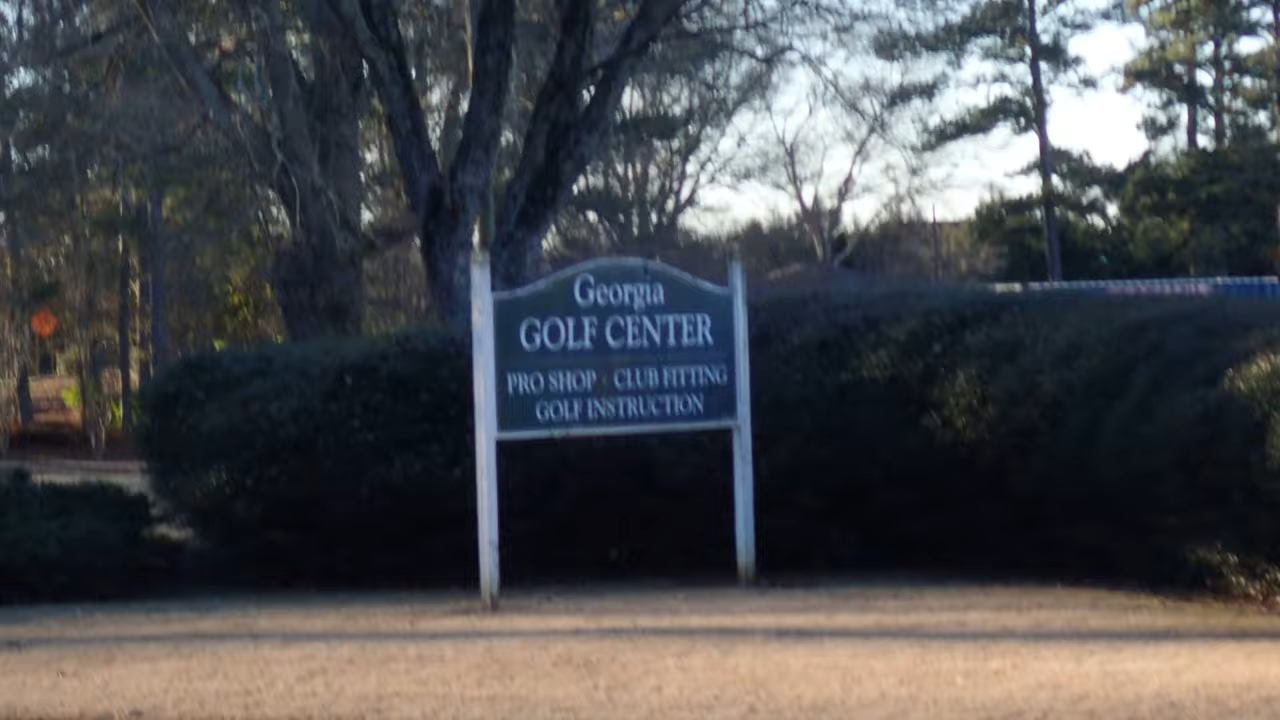 Georgia
GOLF CENTER
PRO SHOP · CLUB FITTING
GOLF INSTRUCTION